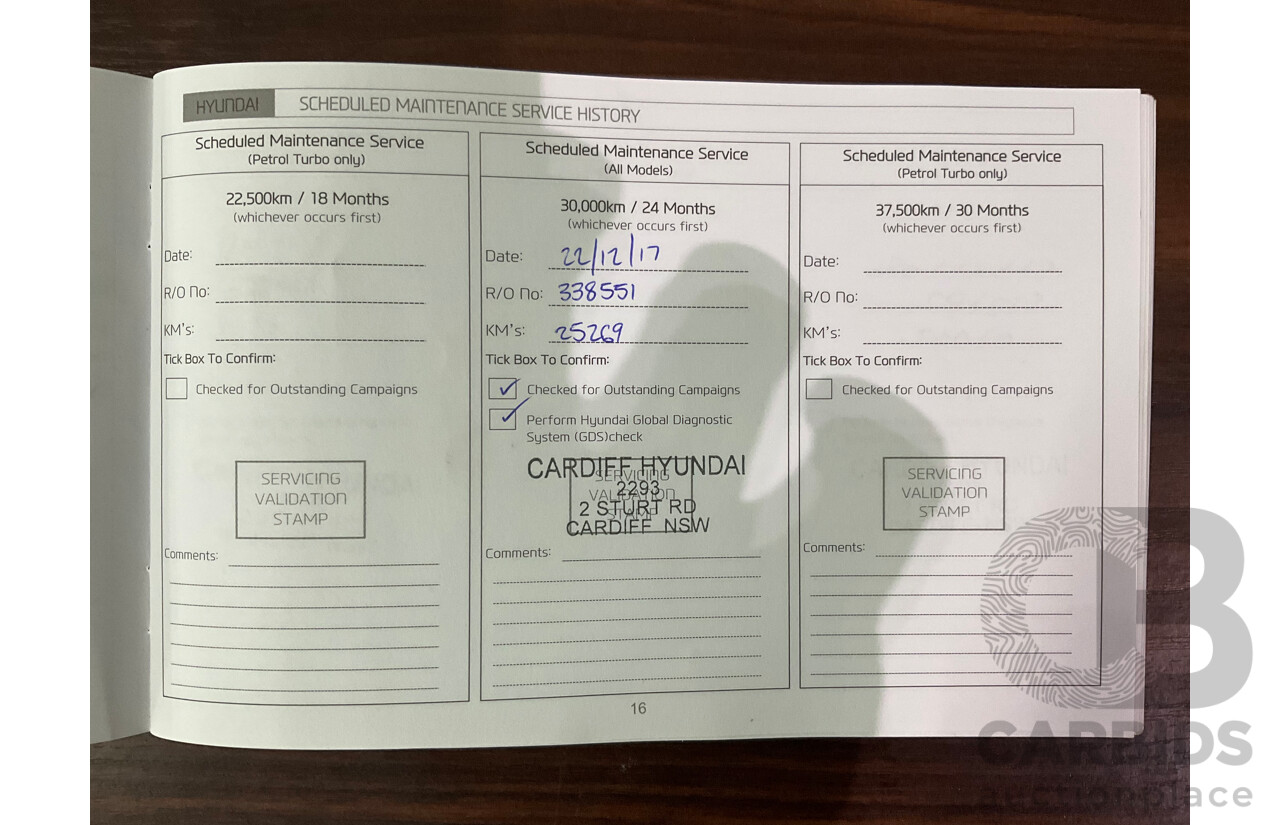 HYUNDAI SCHEDULED MAINTENANCE SERVICE HISTORY
Scheduled Maintenance Service
(Petrol Turbo only)
22,500km / 18 Months
(whichever occurs first)
Date:
R/O No:
KM's:
Tick Box To Confirm:
Checked for Outstanding Campaigns
SERVICING
VALIDATION
STAMP
Comments:
Scheduled Maintenance Service
(All Models)
30,000km / 24 Months
(whichever occurs first)
Date: 22/12/17
R/O No: 338551
KM's: 25269
Tick Box To Confirm:
Checked for Outstanding Campaigns
Perform Hyundai Global Diagnostic
System (GDS)check
CARDIFF HYUNDAI
SERVICING
2293
VALIDATION
2 STURT RD
STAMP
CARDIFF NSW
Comments:
Scheduled Maintenance Service
(Petrol Turbo only)
37,500km / 30 Months
(whichever occurs first)
Date:
R/O No:
KM's:
Tick Box To Confirm:
Checked for Outstanding Campaigns
SERVICING
VALIDATION
STAMP
Comments:
16
CARBIDS
auctionplace